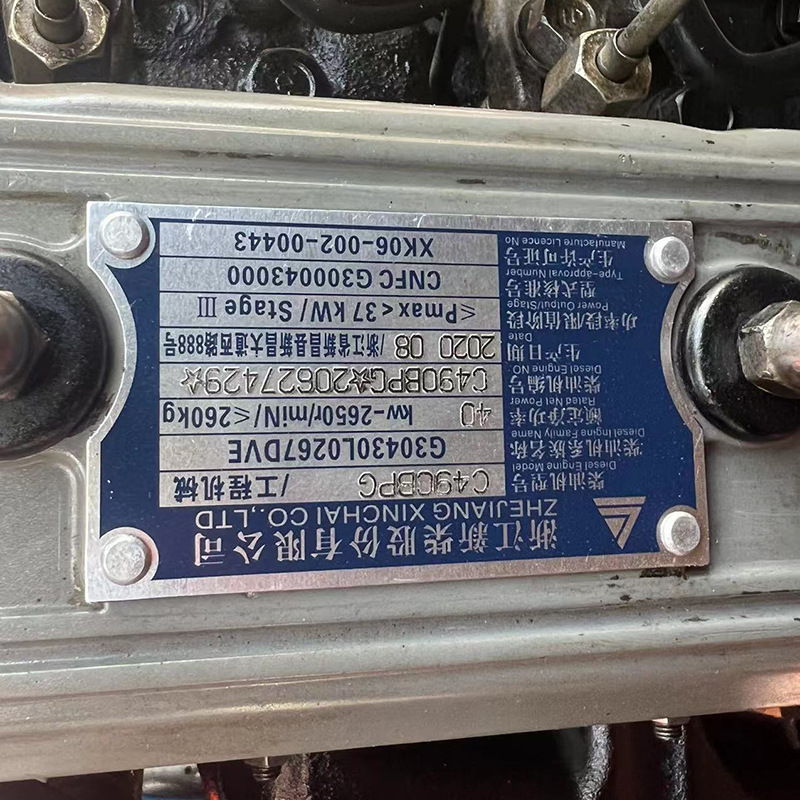 浙江新柴股份有限公司
ZHEJIANG XINCHAI CO.,LTD
柴油机型号 C490BPG /工程机械
Diesel Engine Model
柴油机系族名称 G30430L0267DVE
Diesel Engine Family Name
额定净功率 40 kw-2650r/miN/≤260kg
Rated Net Power
柴油机编号 C490BPG☆20627429☆
Diesel Engine NO.
生产日期 2020 08 /浙江省新昌县新昌大道西路888号
Date
功率段/限值阶段 ≤Pmax<37kW/Stage III
Power Output/Stage
型式核准号 CNFC G3 00043000
Type-approval Number
生产许可证号 XK06-002-00443
Manufacture Licence No